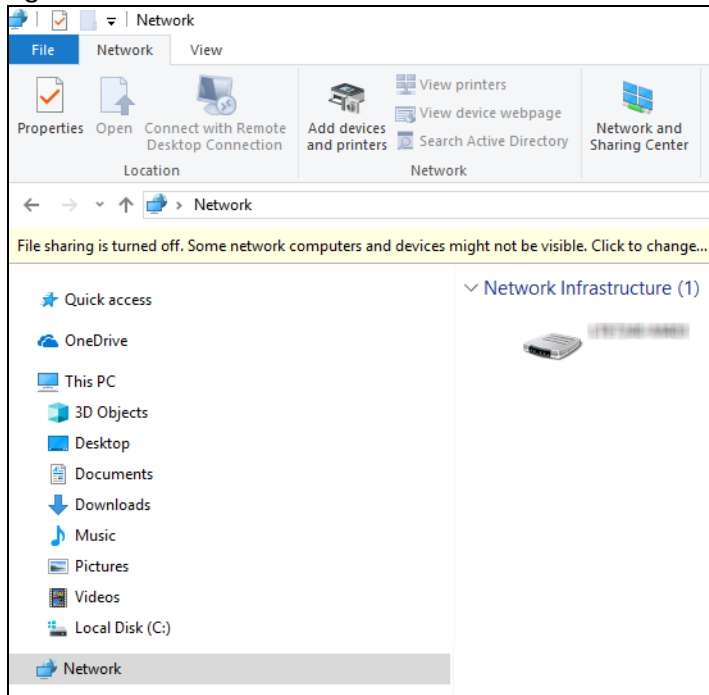 Network
File Network View
Properties Open Connect with Remote Desktop Connection
Add devices and printers
View printers
View device webpage
Search Active Directory
Network and Sharing Center
Location Network
Network
File sharing is turned off. Some network computers and devices might not be visible. Click to change...
Quick access
OneDrive
This PC
3D Objects
Desktop
Documents
Downloads
Music
Pictures
Videos
Local Disk (C:)
Network
Network Infrastructure (1)